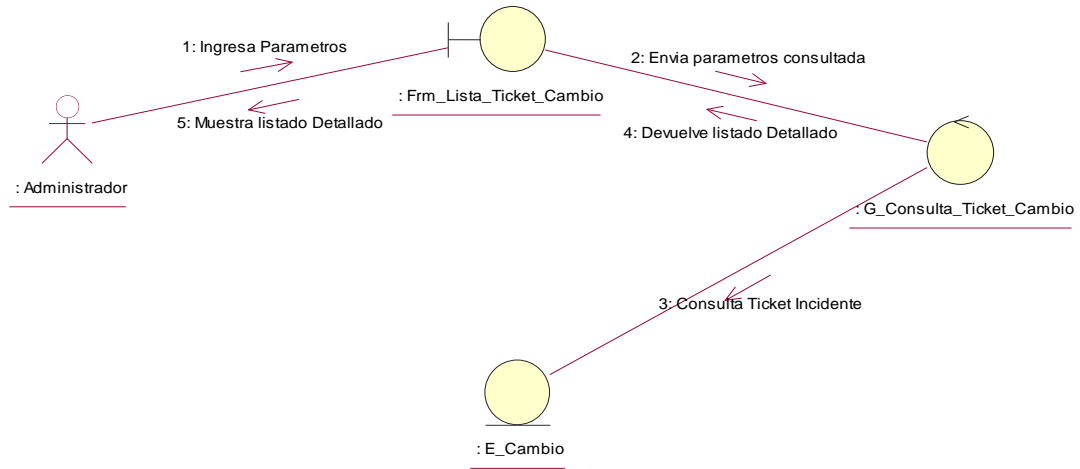 1: Ingresa Parametros
2: Envia parametros consultada
: Frm_Lista_Ticket_Cambio
5: Muestra listado Detallado
4: Devuelve listado Detallado
: Administrador
: G_Consulta_Ticket_Cambio
3: Consulta Ticket Incidente
: E_Cambio